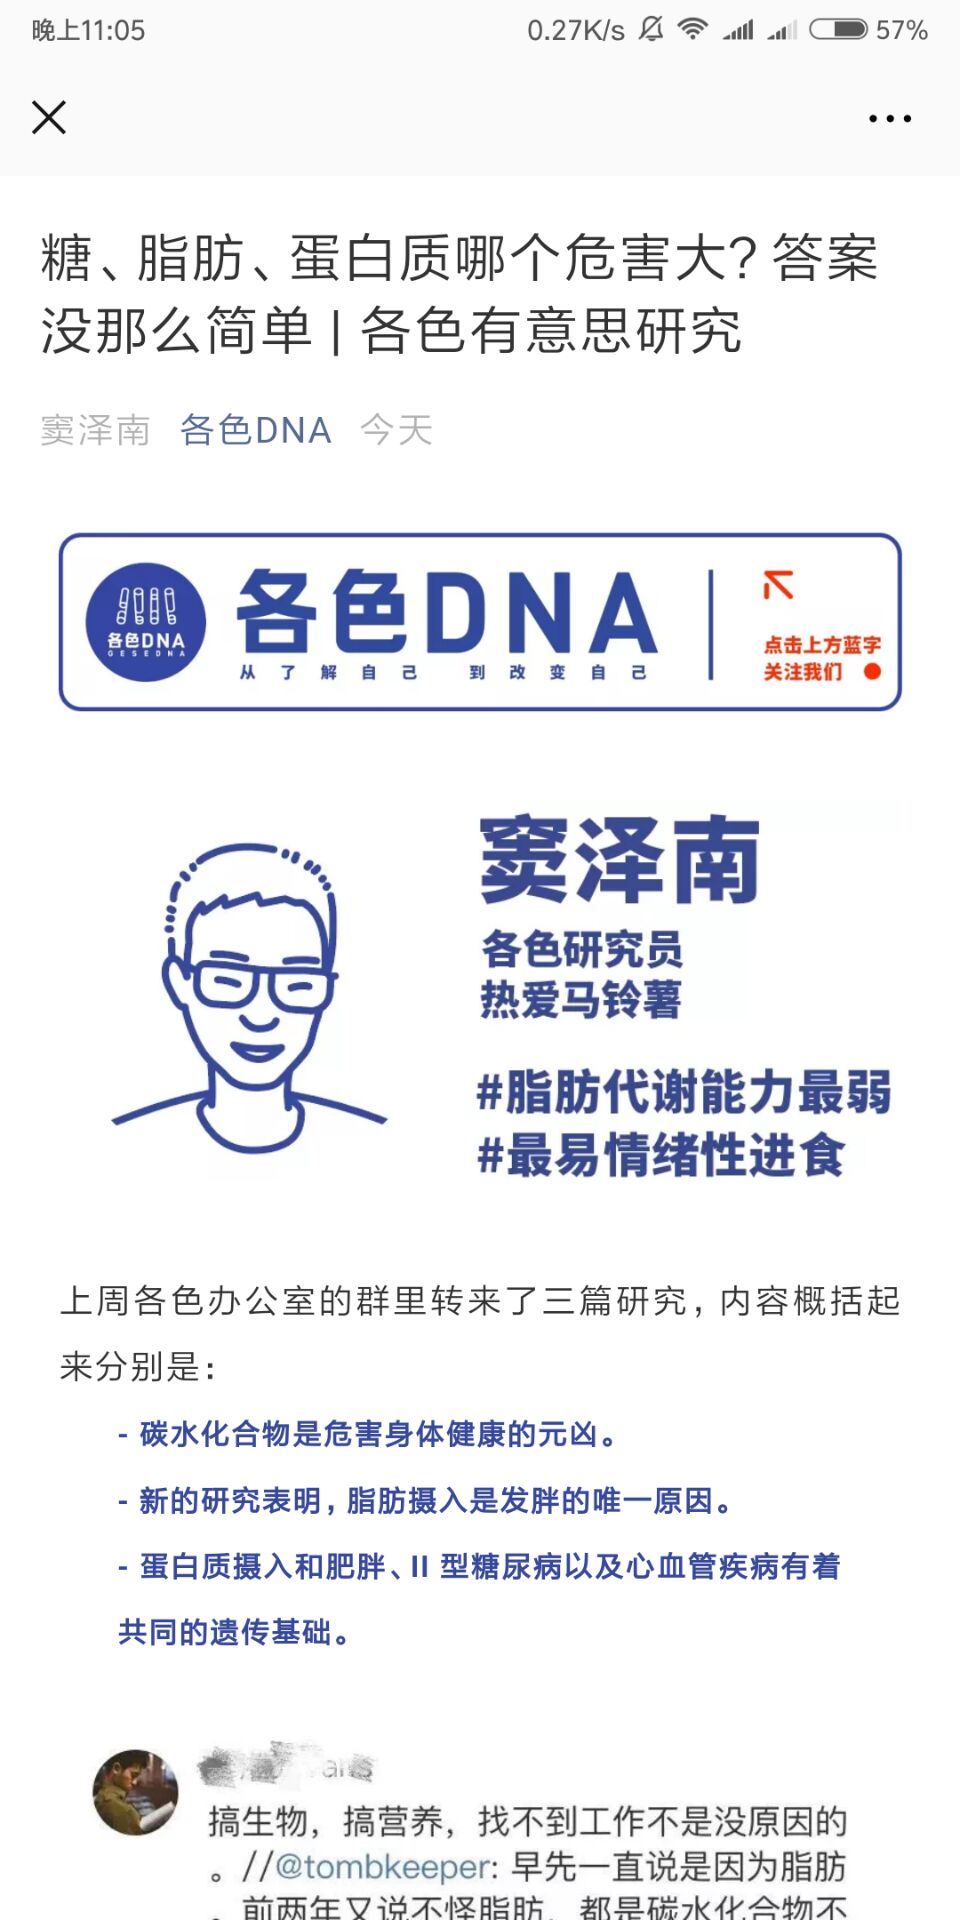 晚上11:05
0.27K/s
57%
糖、脂肪、蛋白质哪个危害大？答案
没那么简单 | 各色有意思研究
窦泽南 各色DNA 今天
各色DNA
GESEDNA
各色DNA
从了解自己 到改变自己
点击上方蓝字
关注我们
窦泽南
各色研究员
热爱马铃薯
#脂肪代谢能力最弱
#最易情绪性进食
上周各色办公室的群里转来了三篇研究，内容概括起
来分别是：
- 碳水化合物是危害身体健康的元凶。
- 新的研究表明，脂肪摄入是发胖的唯一原因。
- 蛋白质摄入和肥胖、II 型糖尿病以及心血管疾病有着
共同的遗传基础。
搞生物，搞营养，找不到工作不是没原因的
。//@tombkeeper: 早先一直说是因为脂肪
，前两年又说不怪脂肪，都是碳水化合物不